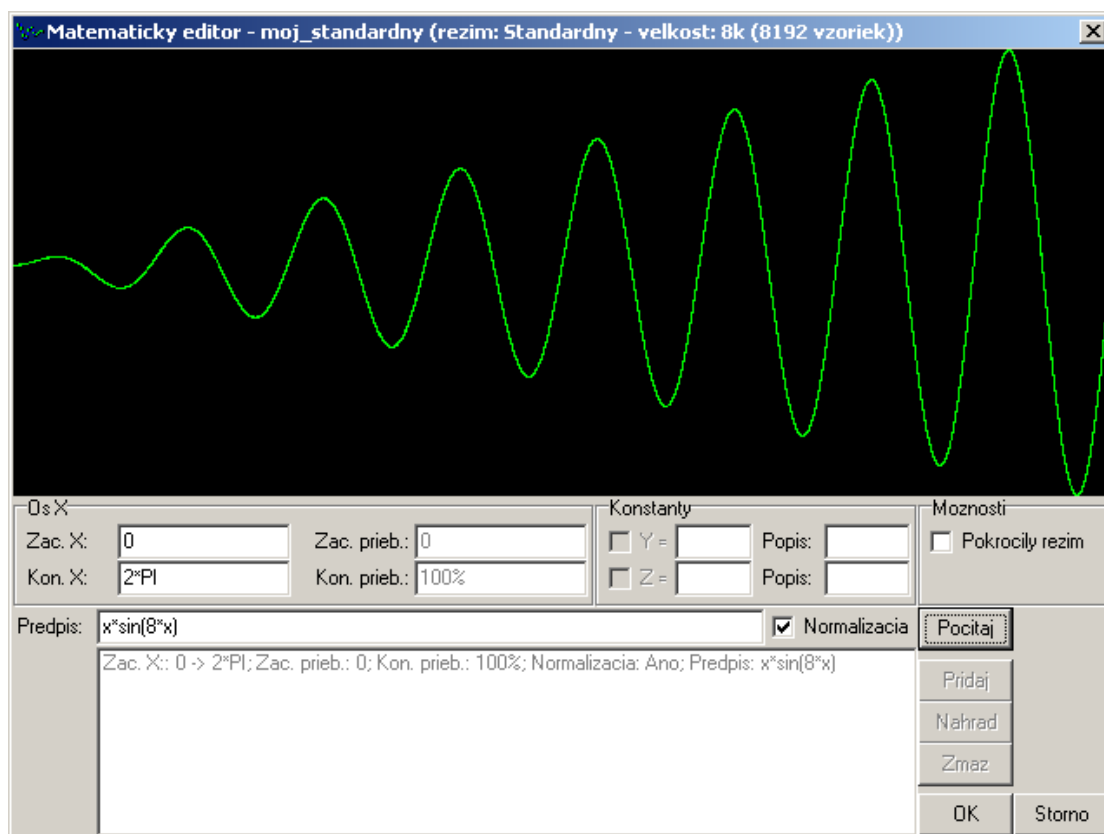 Matematicky editor - moj_standardny (rezim: Standardny - velkost: 8k (8192 vzoriek))
Os X
Konstanty
Moznosti
Zac. X: 0 Zac. prieb.: 0 Y = Popis: Pokrocily rezim
Kon. X: 2*PI Kon. prieb.: 100% Z = Popis:
Predpis: x*sin(8*x) Normalizacia Pocitaj
Zac. X:: 0 -> 2*PI; Zac. prieb.: 0; Kon. prieb.: 100%; Normalizacia: Ano; Predpis: x*sin(8*x)
Pridaj
Nahrad
Zmaz
OK Storno